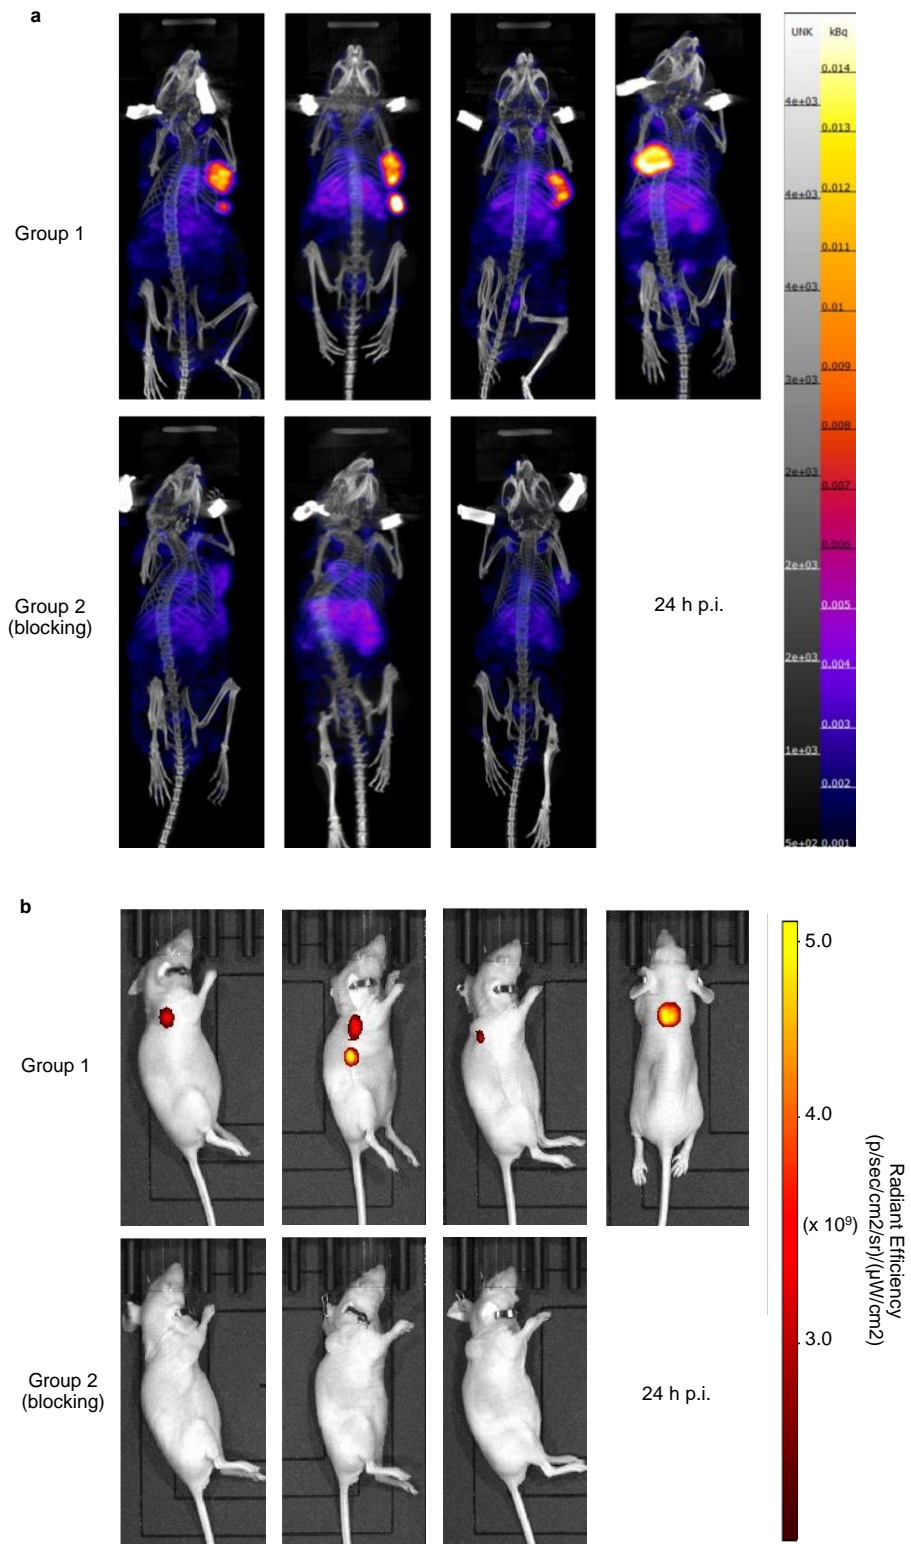 a
UNK kBq
0.014
4e+03
0.013
0.012
4e+03
0.011
4e+03
0.01
0.009
3e+03
0.008
2e+03
0.007
0.006
2e+03
0.005
2e+03
0.004
0.003
1e+03
0.002
5e+02
0.001
Group 1
Group 2
(blocking)
24 h p.i.
b
Group 1
Group 2
(blocking)
24 h p.i.
5.0
4.0
(x 10⁹)
3.0
Radiant Efficiency
(p/sec/cm2/sr)/(µW/cm2)